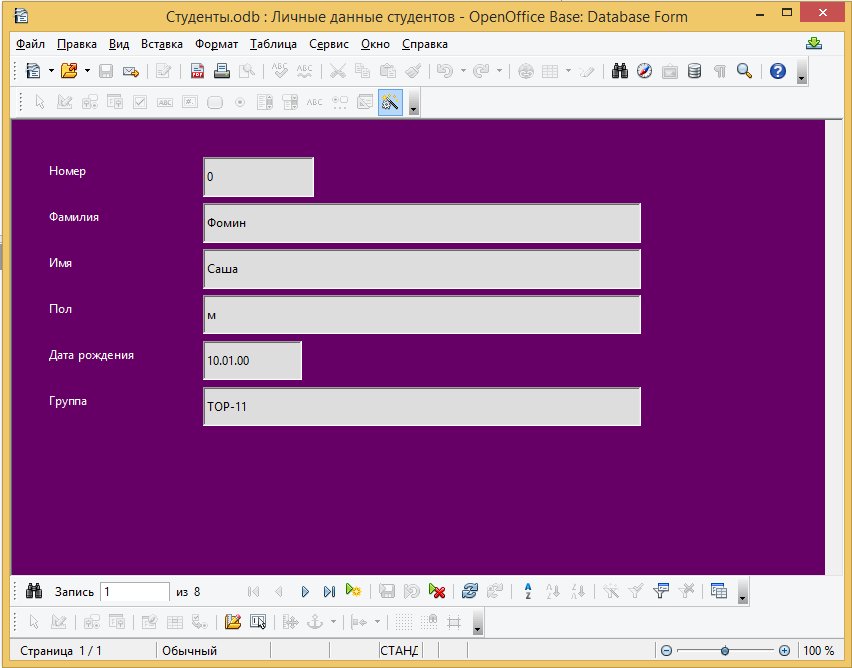 Студенты.odb : Личные данные студентов - OpenOffice Base: Database Form
Файл Правка Вид Вставка Формат Таблица Сервис Окно Справка
Номер 0
Фамилия Фомин
Имя Саша
Пол м
Дата рождения 10.01.00
Группа ТОР-11
Запись 1 из 8
Страница 1 / 1 Обычный СТАНД 100 %